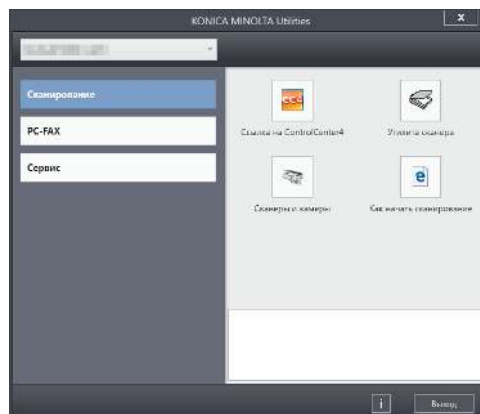 KONICA MINOLTA Utilities
X
Сканирование
PC-FAX
Сервис
Ссылка на ControlCenter4
Утилита сканера
Сканеры и камеры
Как начать сканирование
i
Выход